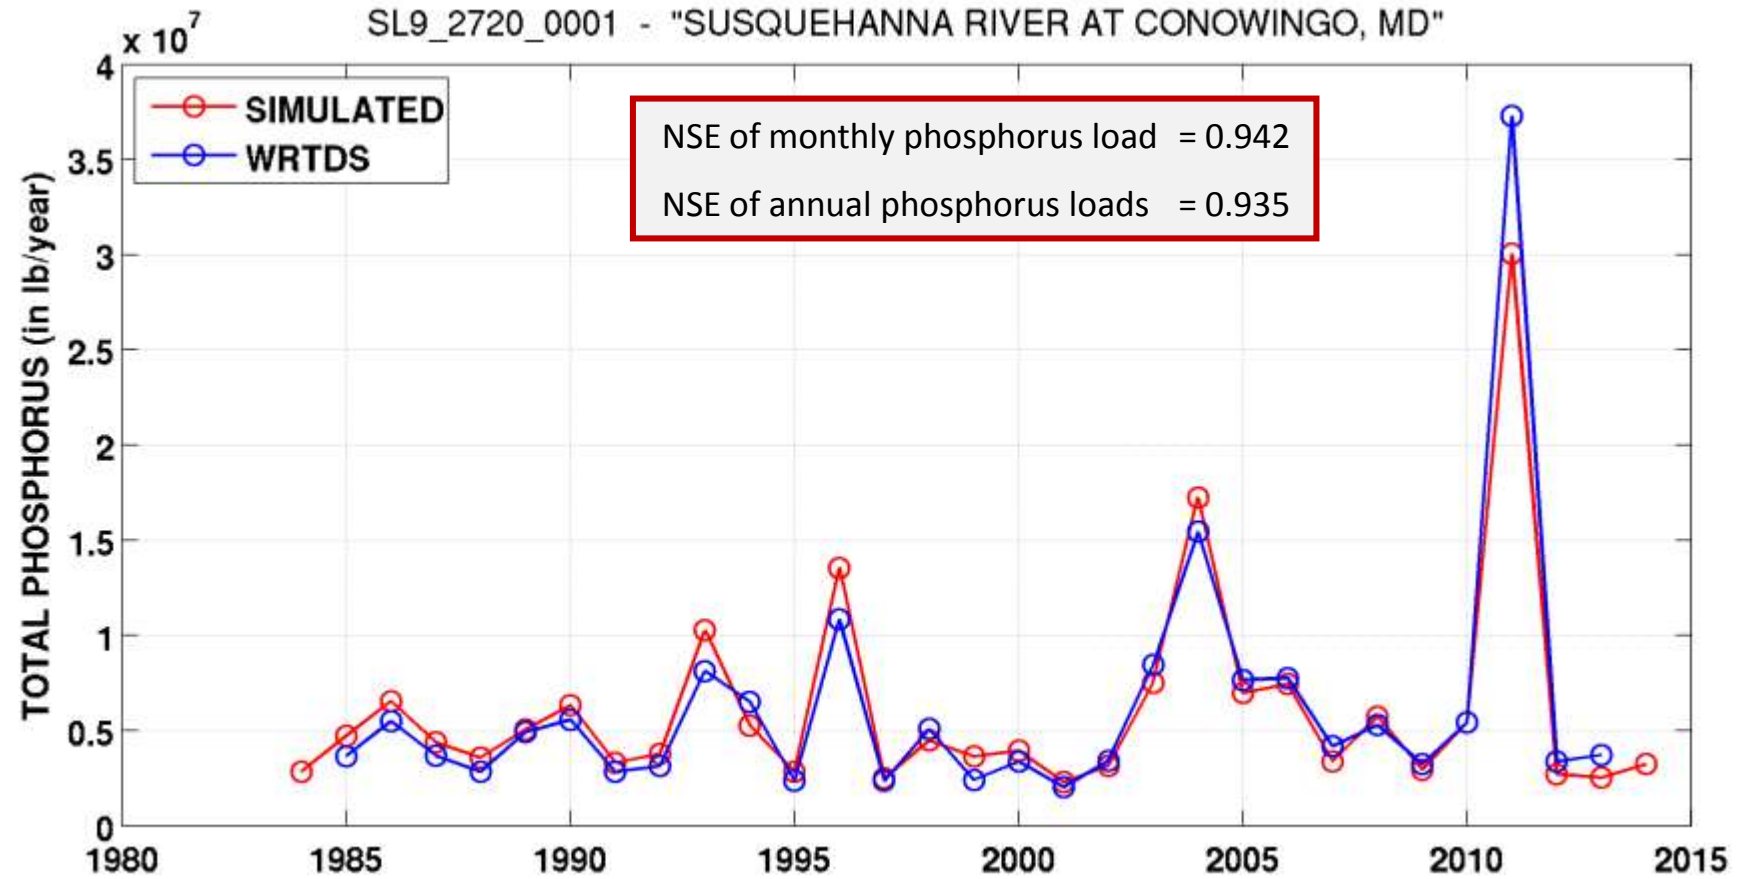 SL9_2720_0001 - "SUSQUEHANNA RIVER AT CONOWINGO, MD"
x 10^7
SIMULATED
WRTDS
NSE of monthly phosphorus load = 0.942
NSE of annual phosphorus loads = 0.935
TOTAL PHOSPHORUS (in lb/year)
4
3.5
3
2.5
2
1.5
1
0.5
0
1980 1985 1990 1995 2000 2005 2010 2015